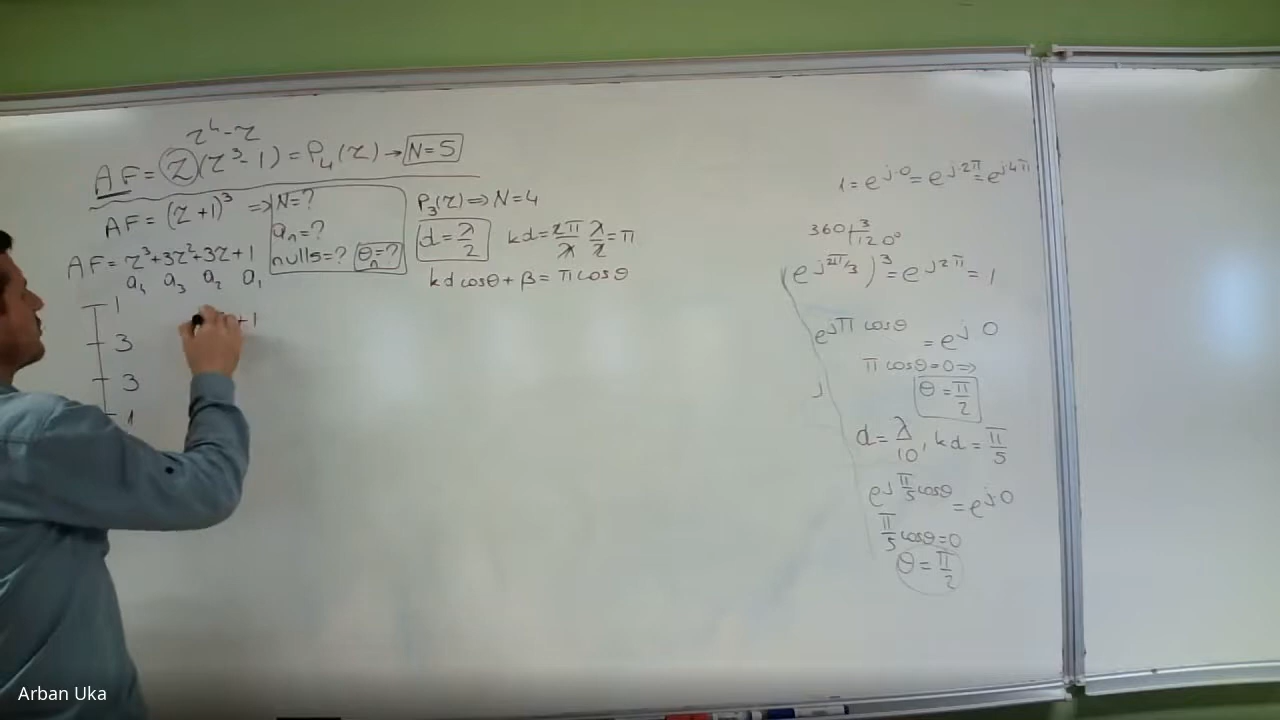 z⁴-z
AF = z(z³-1) = P₄(z) → N=5
AF = (z+1)³ ⇒ N=?
aₙ=?
nulls=? θₙ=?
AF = z³+3z²+3z+1
a₄ a₃ a₂ a₁
1
3
3
1
+1
P₃(z) ⇒ N=4
d=λ/2 kd=2π/λ λ/2=π
kd cosθ + β = π cosθ
1 = e^j·0 = e^j2π = e^j4π
360 | 3
120°
(e^j2π/3)³ = e^j2π = 1
e^jπ cosθ = e^j0
π cosθ=0 ⇒
θ=π/2
d=λ/10, kd=π/5
e^jπ/5 cosθ = e^j0
π/5 cosθ=0
θ=π/2
Arban Uka